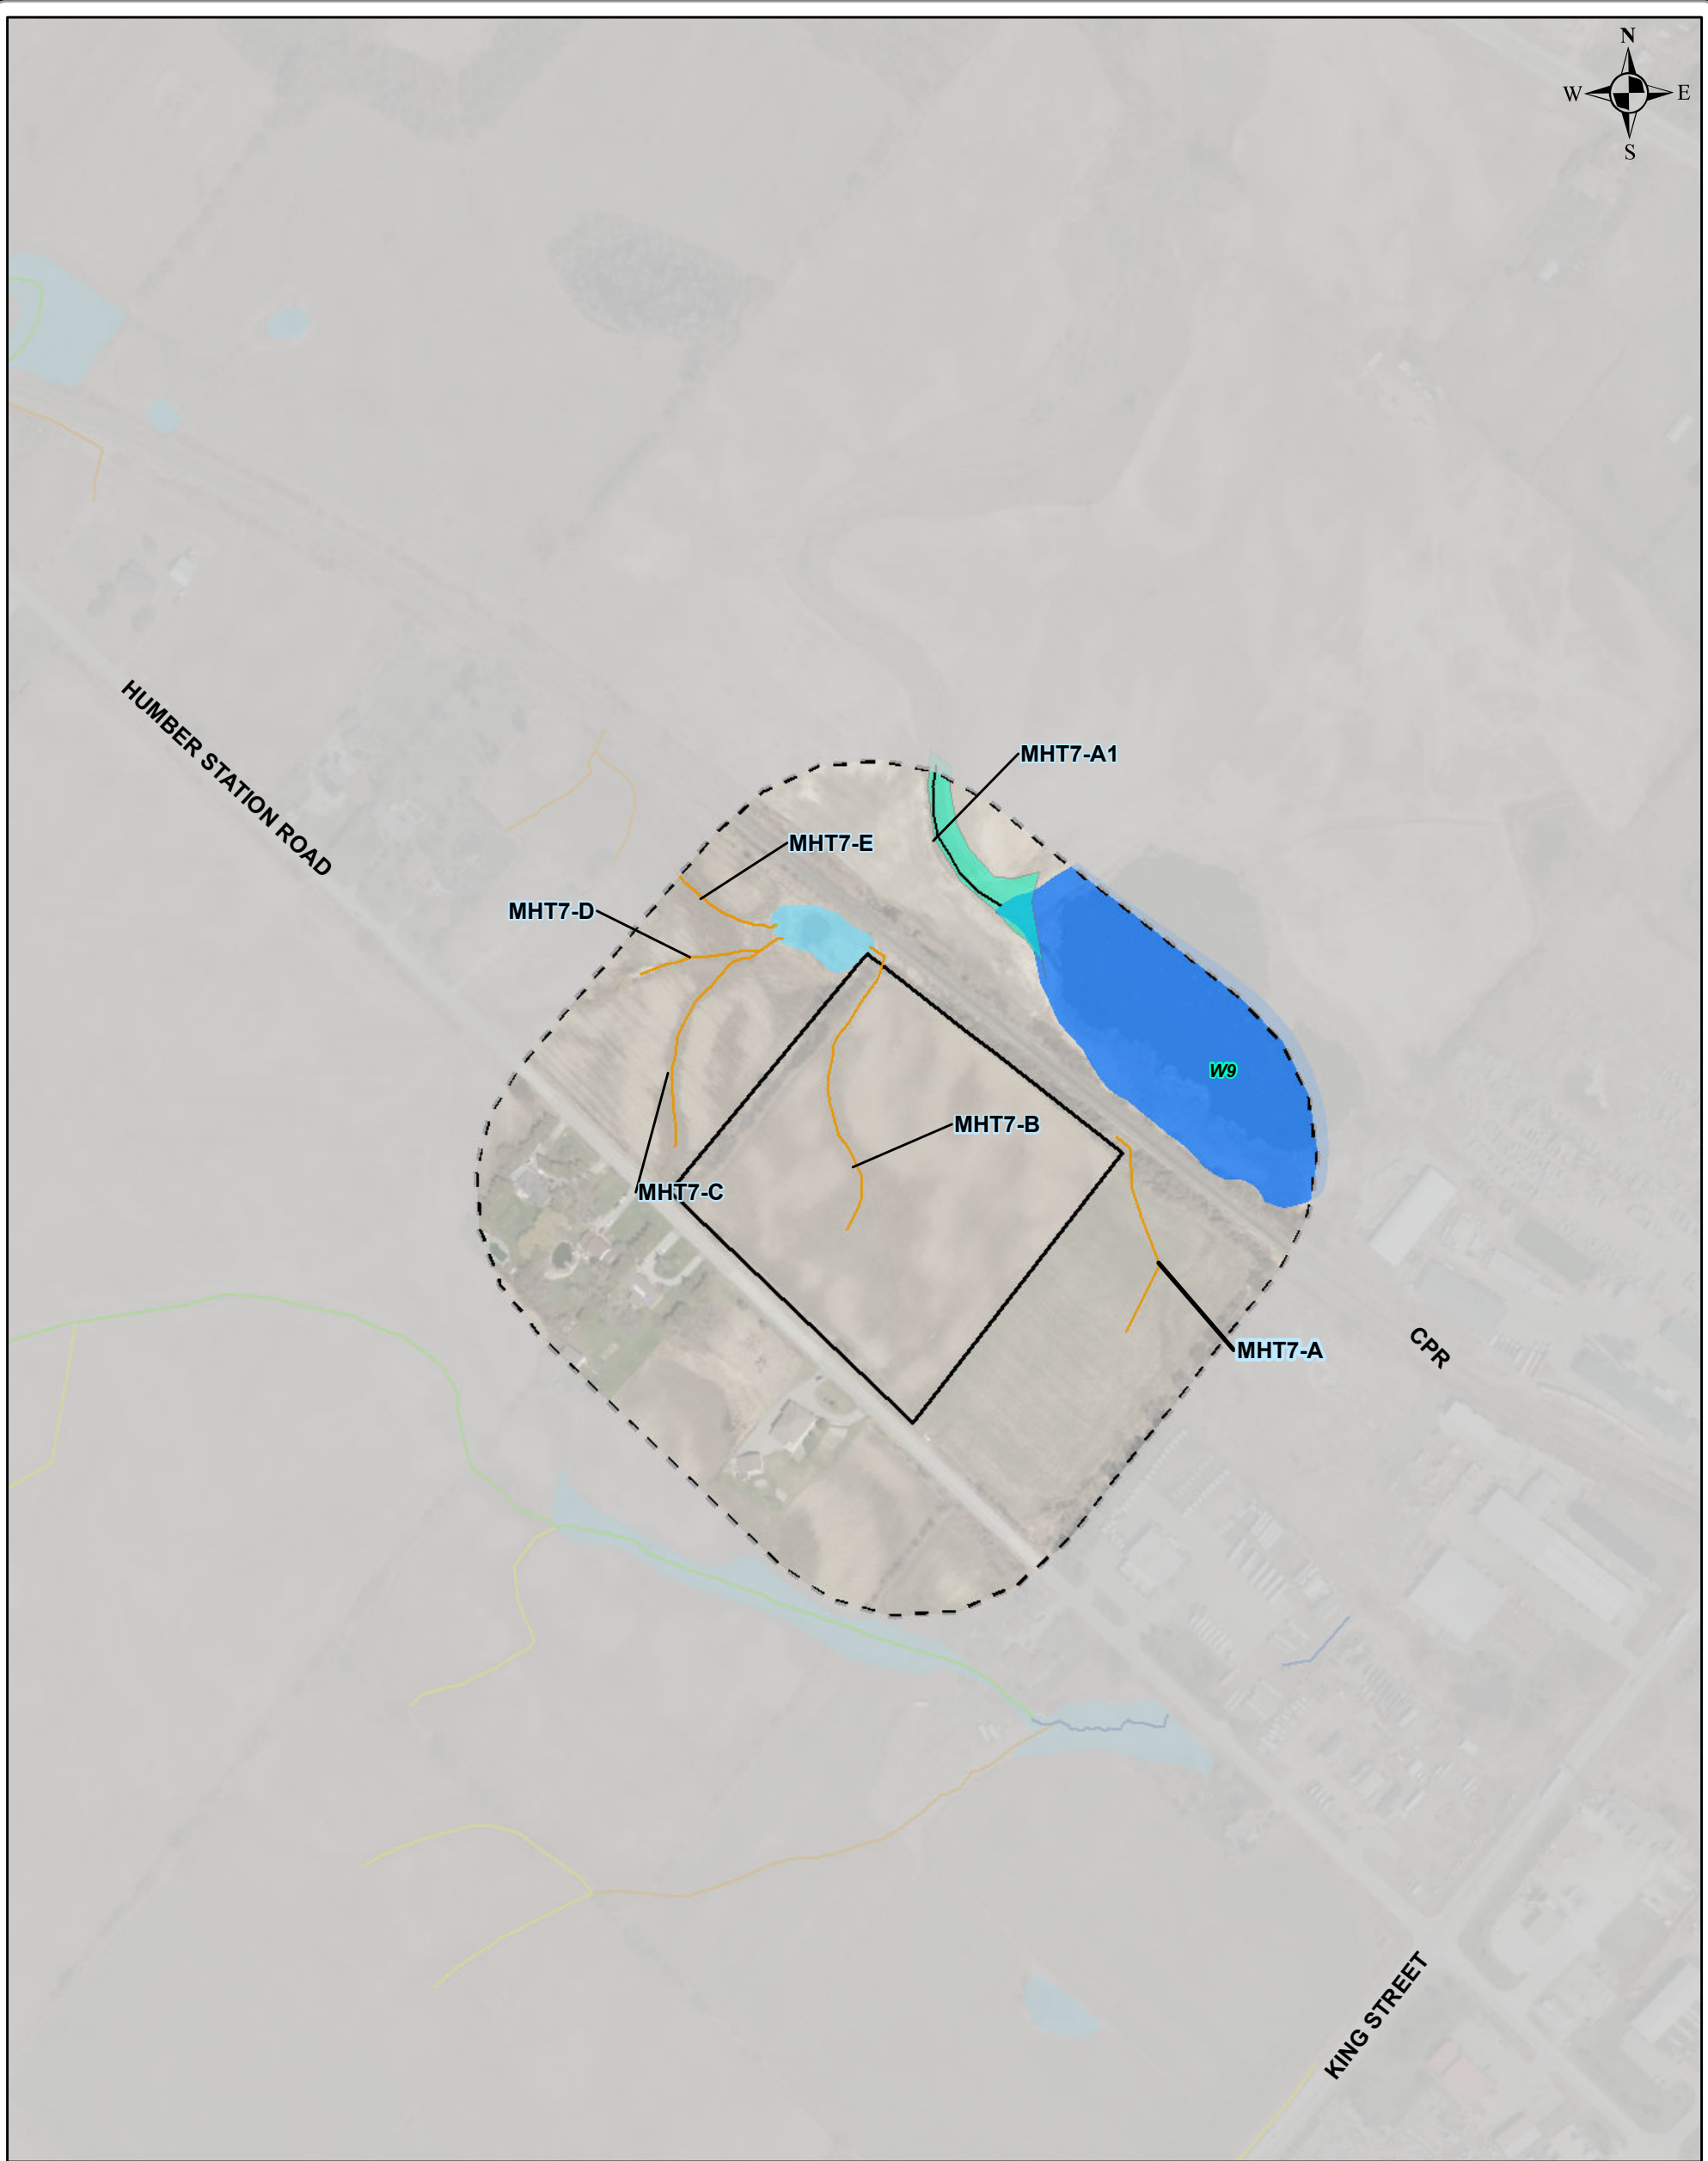 N
W E
S
HUMBER STATION ROAD
MHT7-A1
MHT7-E
MHT7-D
W9
MHT7-B
MHT7-C
MHT7-A
CPR
KING STREET